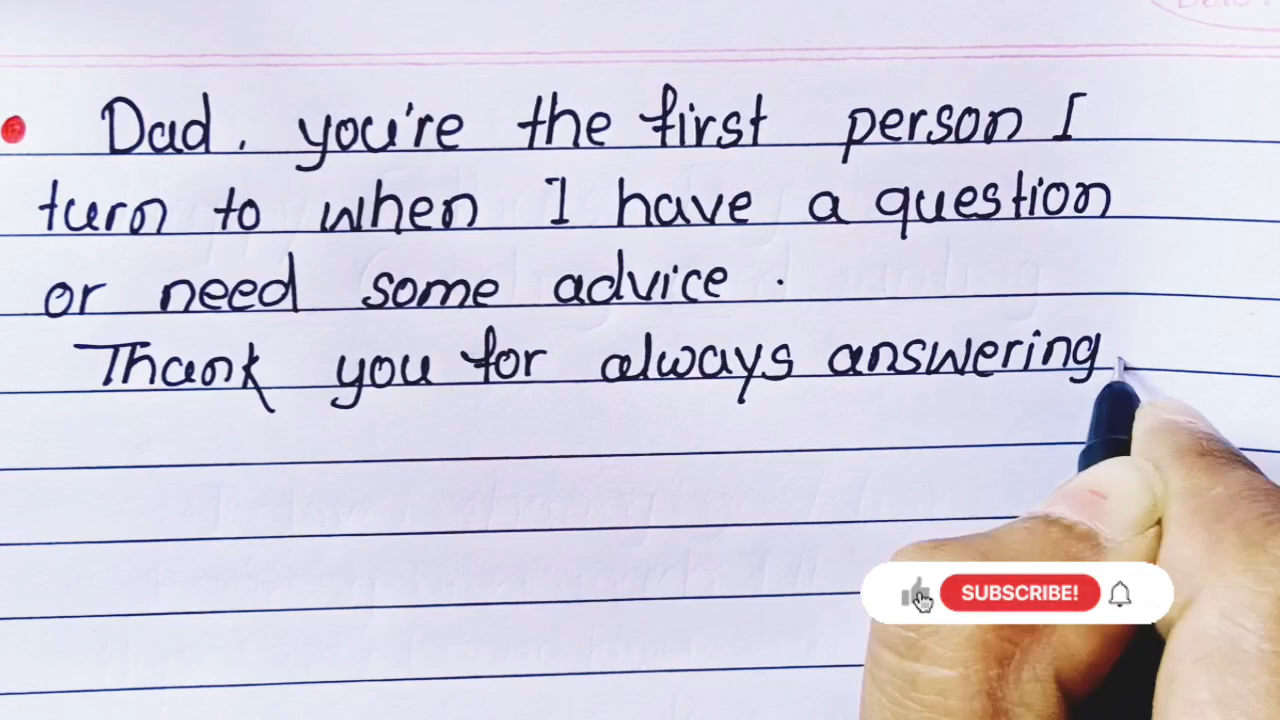 Dad. you're the first person I
turn to when I have a question
or need some advice.
Thank you for always answering
SUBSCRIBE!